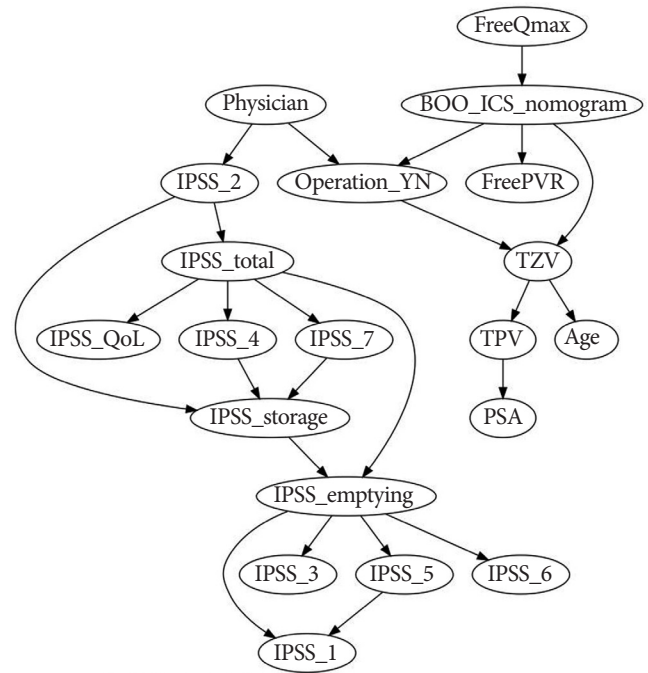 FreeQmax
Physician
BOO_ICS_nomogram
IPSS_2
Operation_YN
FreePVR
IPSS_total
TZV
IPSS_QoL
IPSS_4
IPSS_7
TPV
Age
IPSS_storage
PSA
IPSS_emptying
IPSS_3
IPSS_5
IPSS_6
IPSS_1